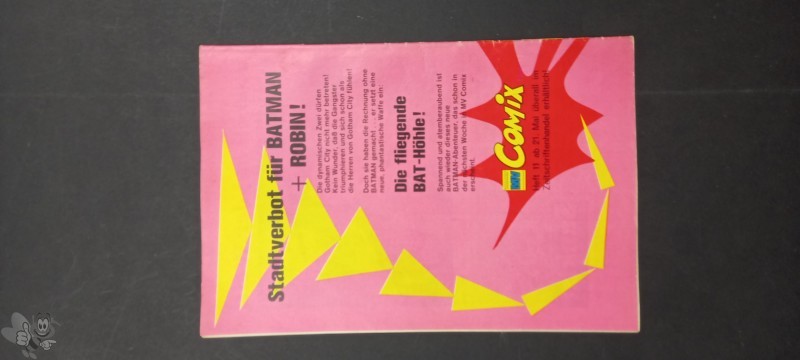 Stadtverbot für BATMAN
+ ROBIN!
Die dynamischen Zwei dürfen
Gotham City nicht mehr betreten!
Kein Wunder, daß die Gangster
triumphieren und sich schon als
die Herren von Gotham City fühlen!
Doch sie haben die Rechnung ohne
BATMAN gemacht ... er setzt eine
neue, phantastische Waffe ein:
Die fliegende
BAT-Höhle!
Spannend und atemberaubend ist
auch wieder dieses neue
BATMAN-Abenteuer, das schon in
der nächsten Woche in BV Comix
erscheint.
BSV
Comix
Heft 11 ab 21. Mai überall im
Zeitschriftenhandel erhältlich!